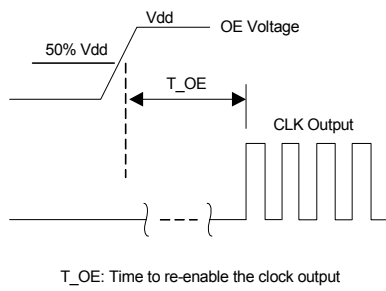 Vdd
OE Voltage
50% Vdd
T_OE
CLK Output
T_OE: Time to re-enable the clock output